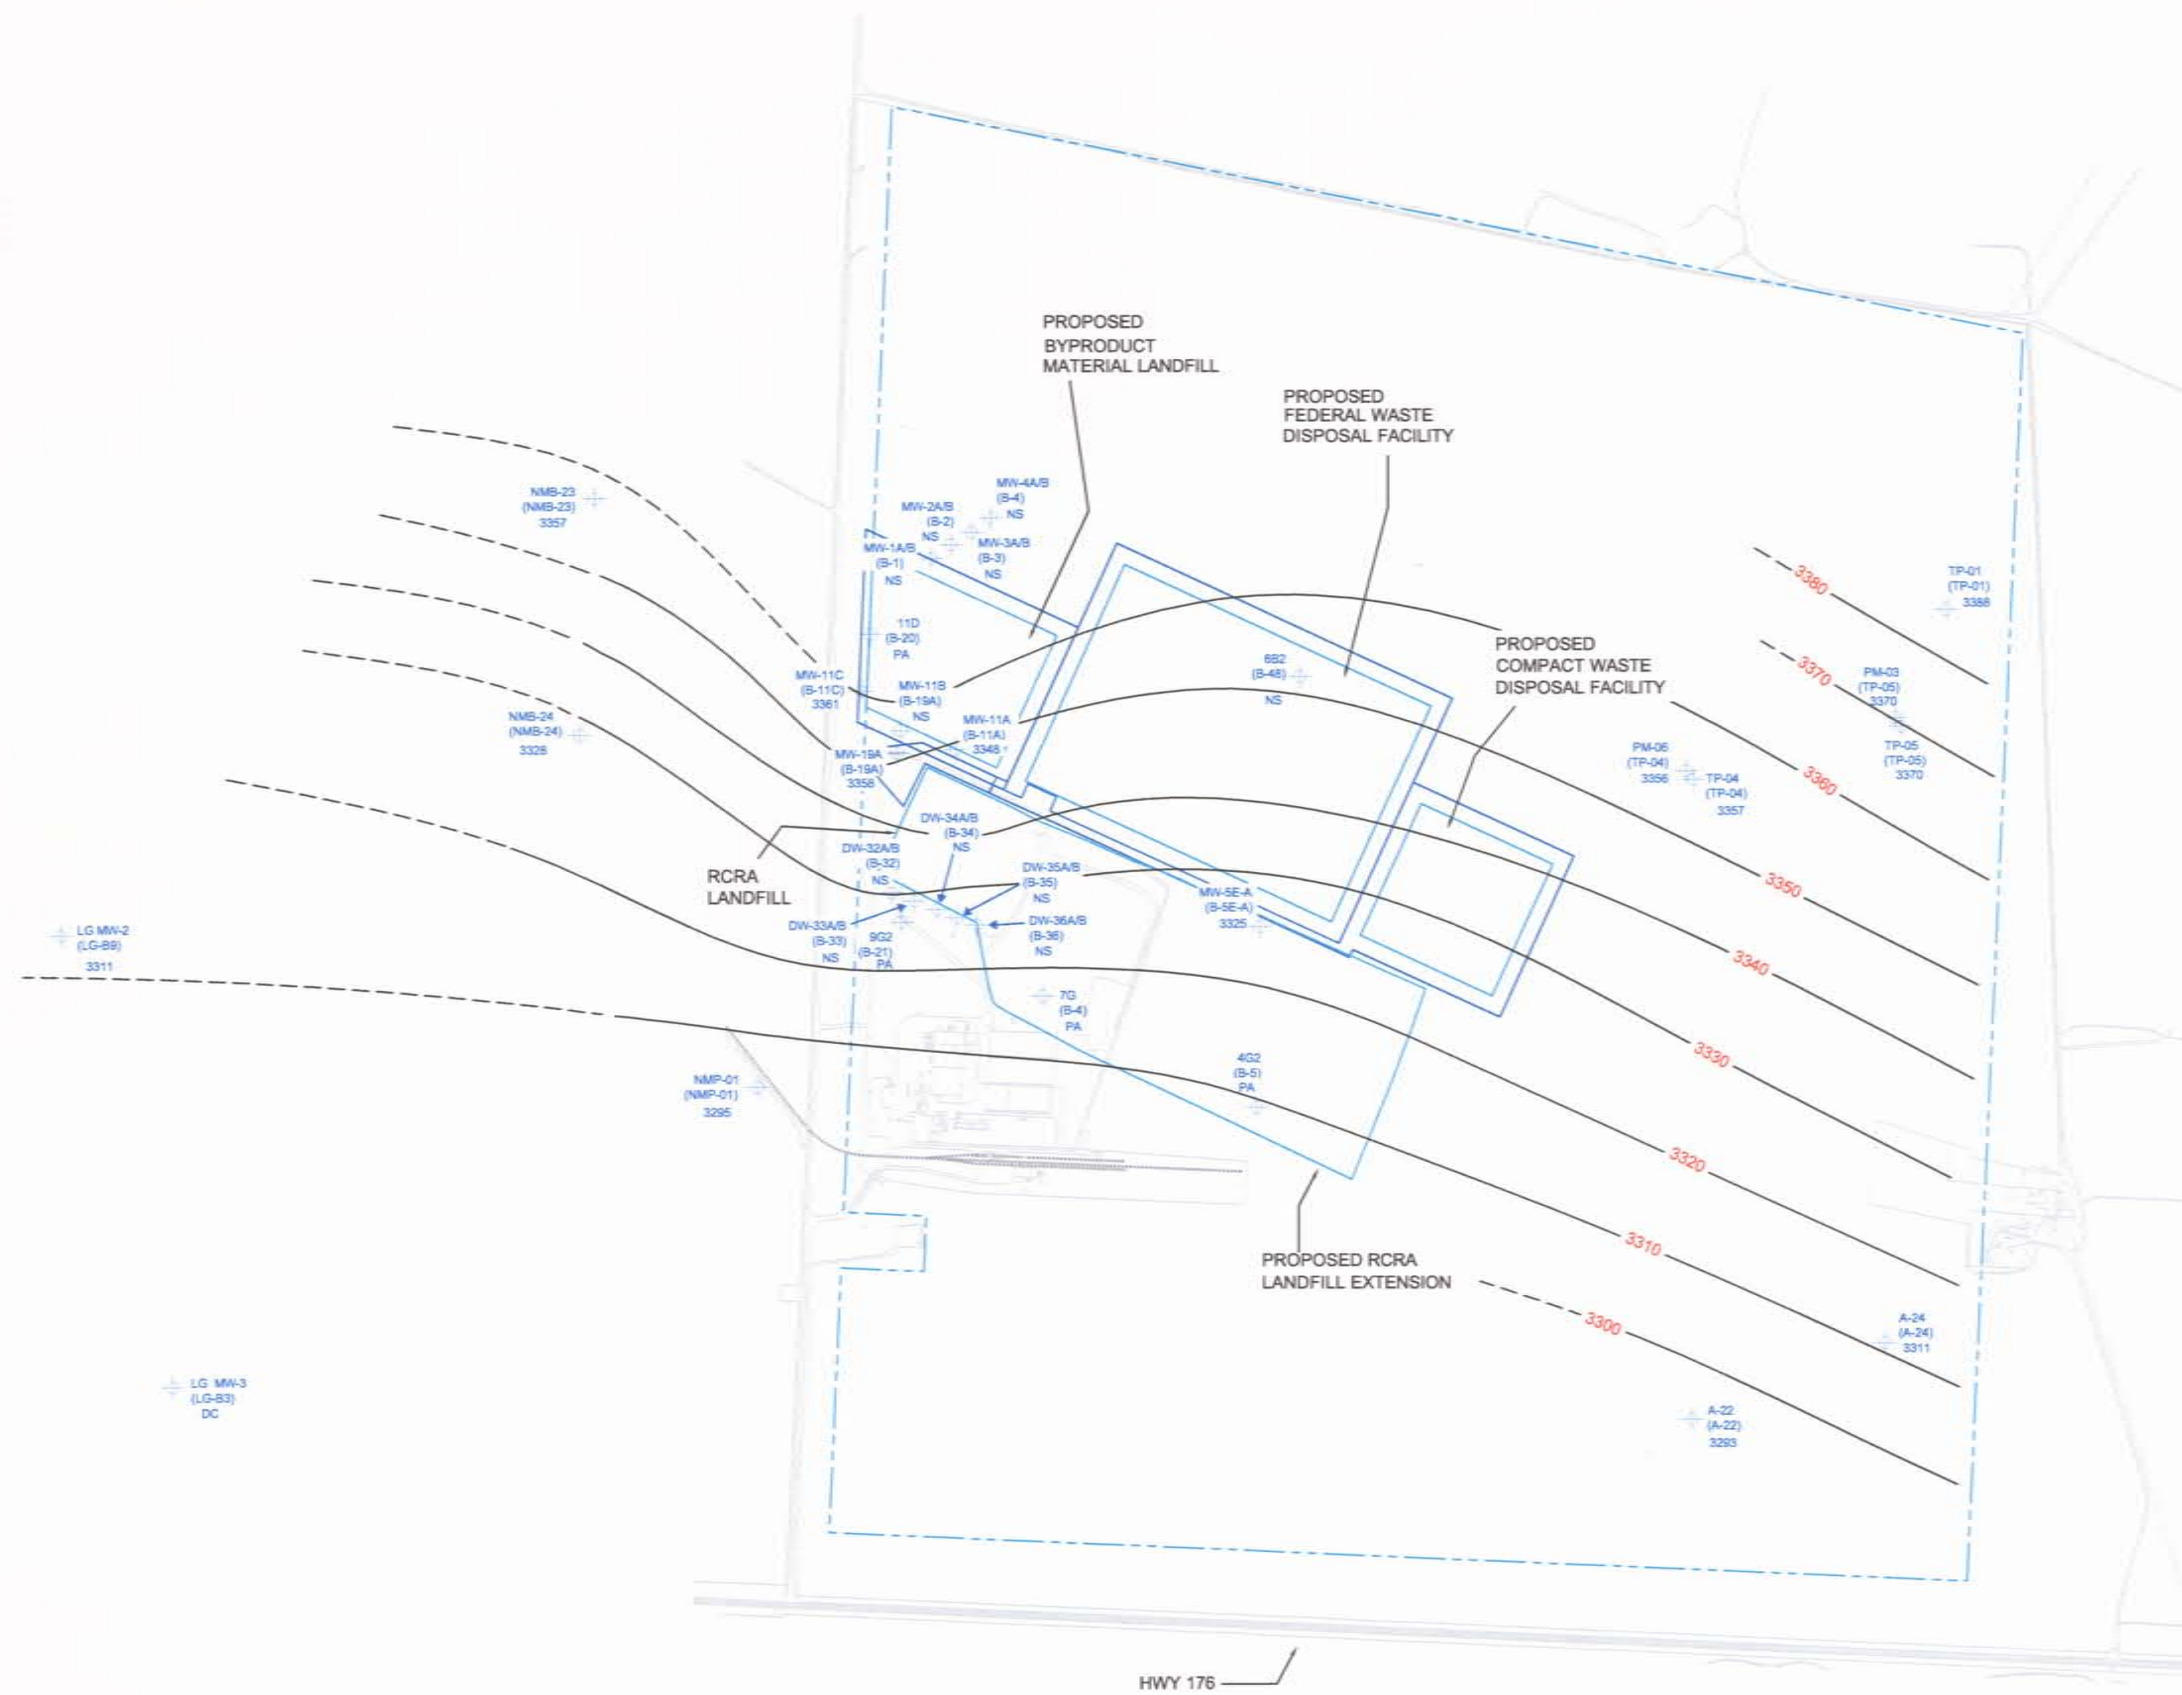 PROPOSED
BYPRODUCT
MATERIAL LANDFILL
PROPOSED
FEDERAL WASTE
DISPOSAL FACILITY
NMB-23
(NMB-23)
3357
MW-4A/B
(B-4)
NS
MW-2A/B
(B-2)
NS
MW-3A/B
(B-3)
NS
MW-1A/B
(B-1)
NS
11D
(B-20)
PA
MW-11C
(B-11C)
3361
MW-11B
(B-19A)
NS
MW-11A
(B-11A)
3348
MW-19A
(B-19A)
3358
6B2
(B-48)
NS
PROPOSED
COMPACT WASTE
DISPOSAL FACILITY
3380
TP-01
(TP-01)
3388
3370
PM-03
(TP-05)
3370
TP-05
(TP-05)
3370
PM-06
(TP-04)
3356
TP-04
(TP-04)
3357
3360
NMB-24
(NMB-24)
3328
DW-34A/B
(B-34)
NS
DW-32A/B
(B-32)
NS
DW-35A/B
(B-35)
NS
RCRA
LANDFILL
DW-33A/B
(B-33)
NS
9G2
(B-21)
PA
DW-36A/B
(B-36)
NS
MW-5E-A
(B-5E-A)
3325
3350
3340
LG MW-2
(LG-B9)
3311
7G
(B-4)
PA
3330
4G2
(B-5)
PA
NMP-01
(NMP-01)
3295
3320
3310
PROPOSED RCRA
LANDFILL EXTENSION
3300
A-24
(A-24)
3311
LG MW-3
(LG-B3)
DC
A-22
(A-22)
3293
HWY 176